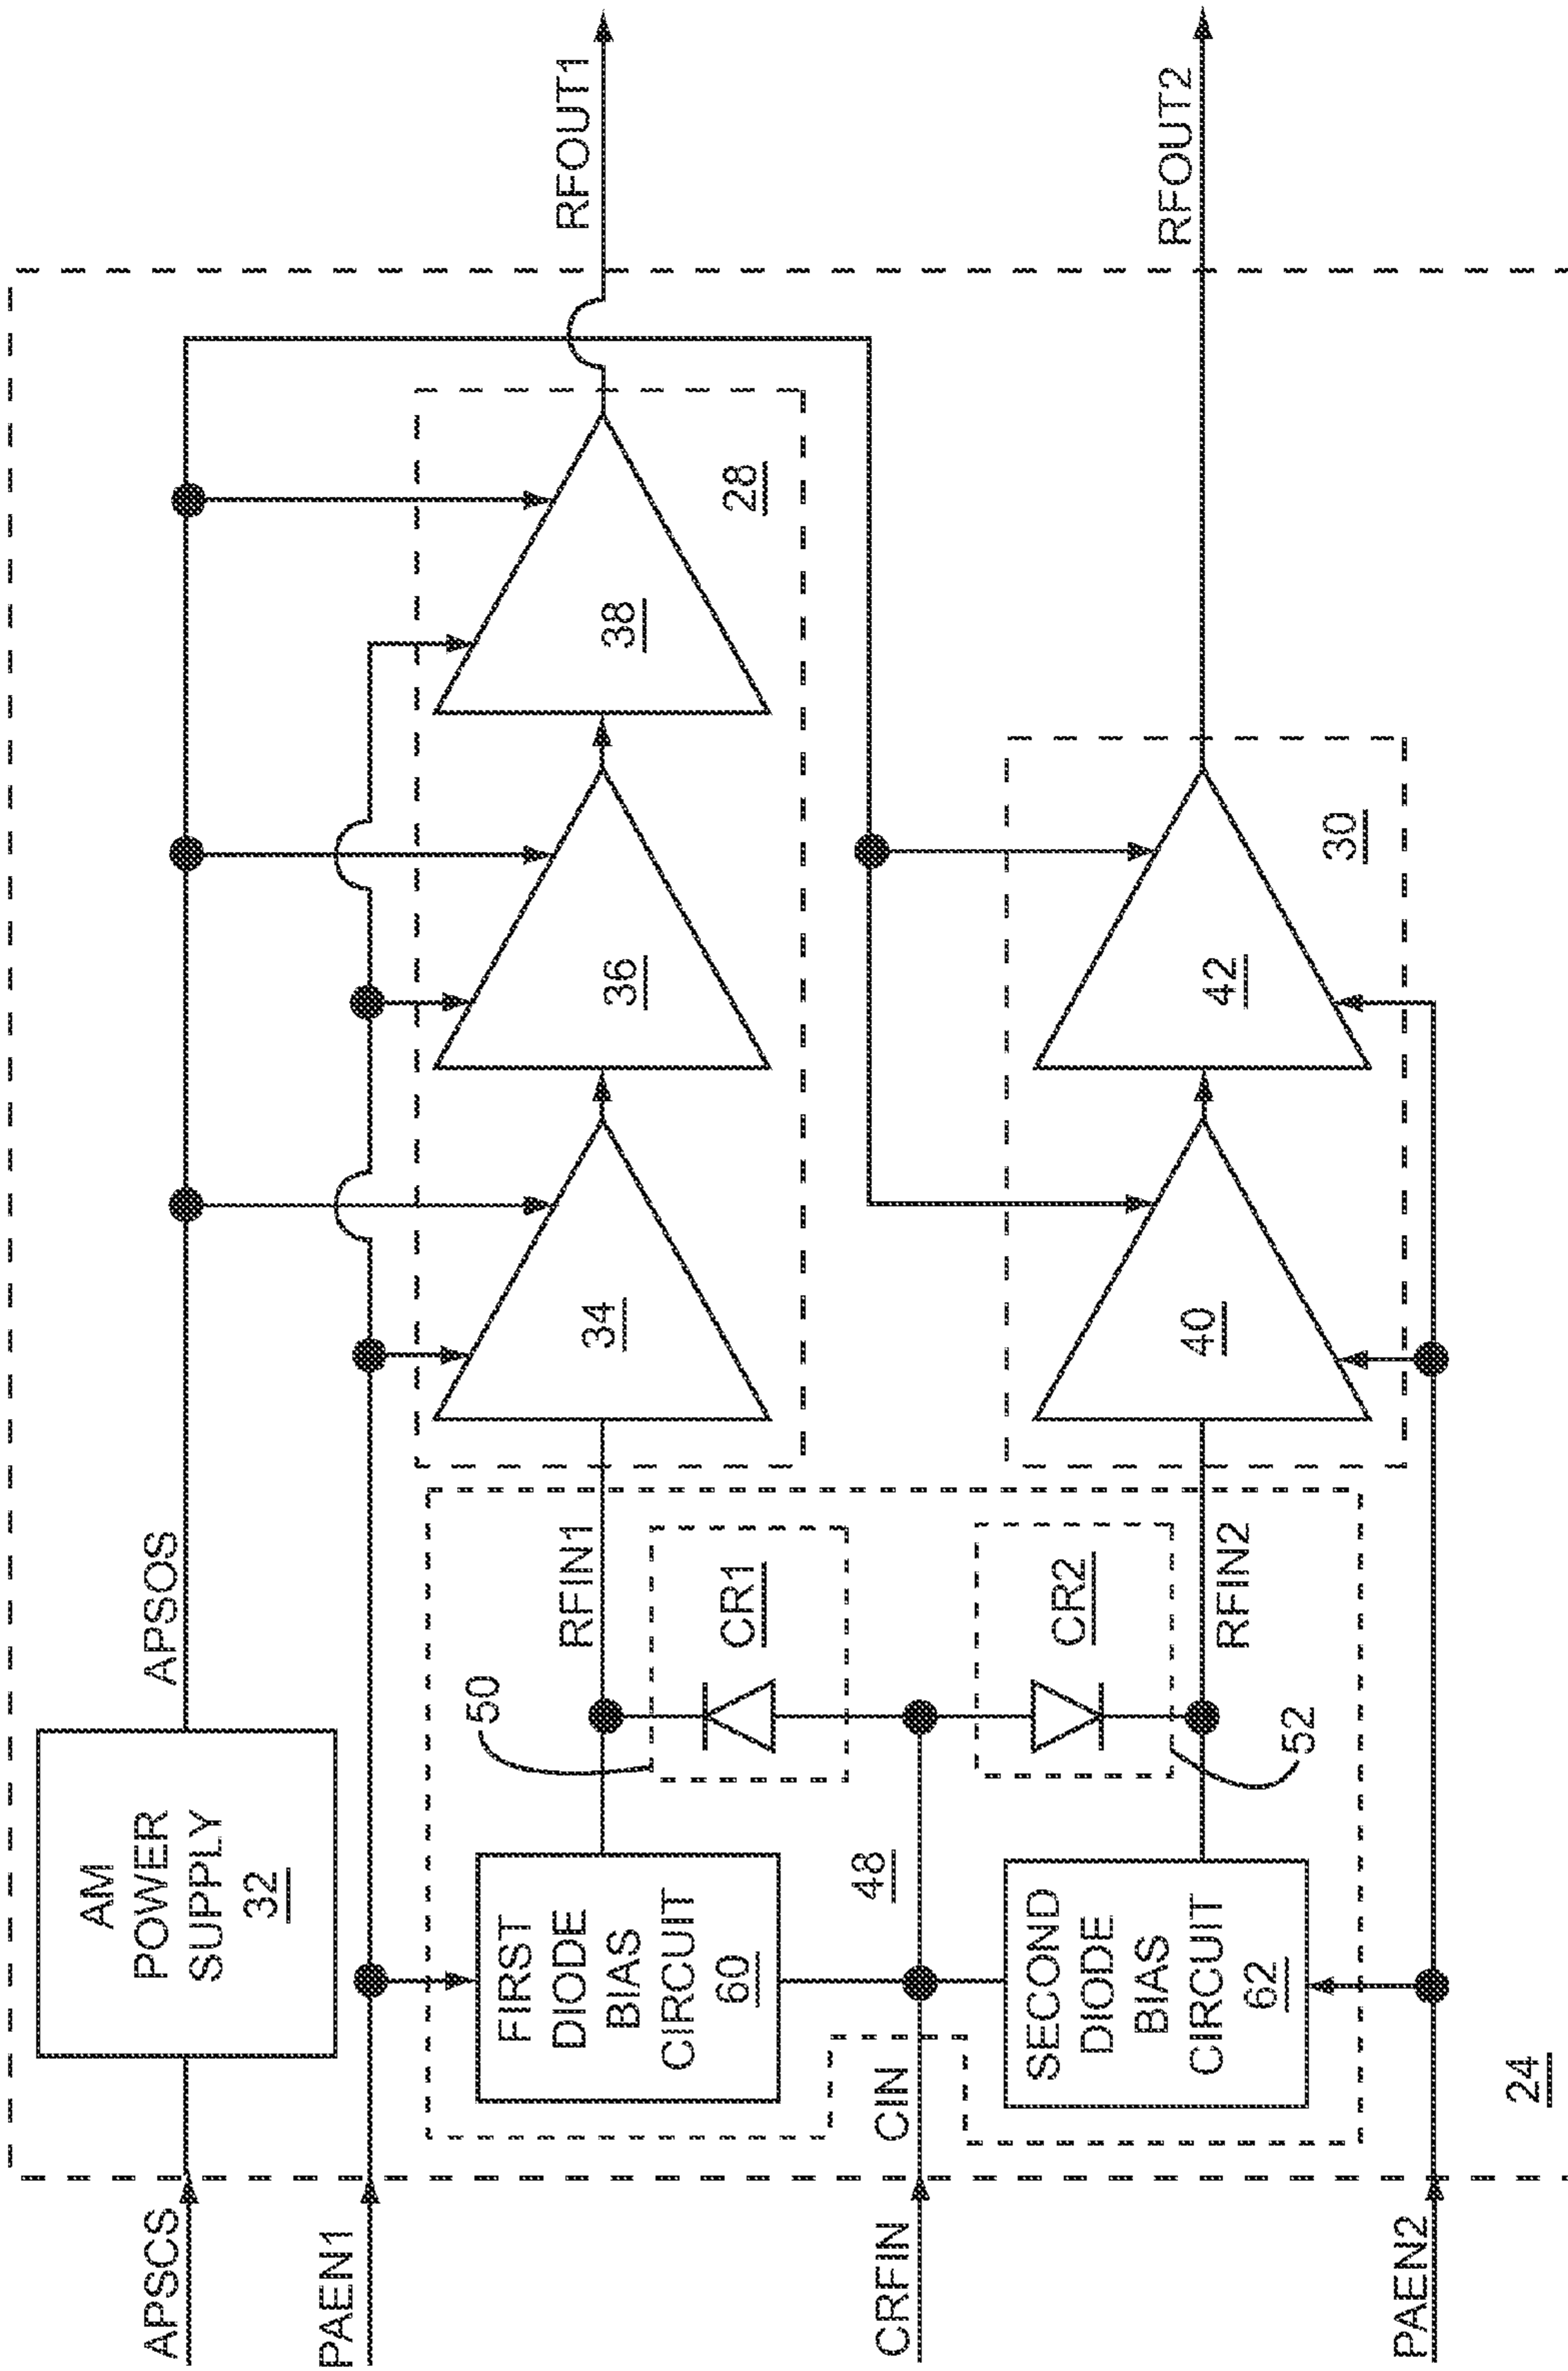 APSCS
AM
POWER
SUPPLY
32
APSOS
PAEN1
FIRST
DIODE
BIAS
CIRCUIT
60
50
RFIN1
CR1
34
36
38
28
RFOUT1
CRFIN
CIN
48
SECOND
DIODE
BIAS
CIRCUIT
62
CR2
RFIN2
52
40
42
30
RFOUT2
PAEN2
24